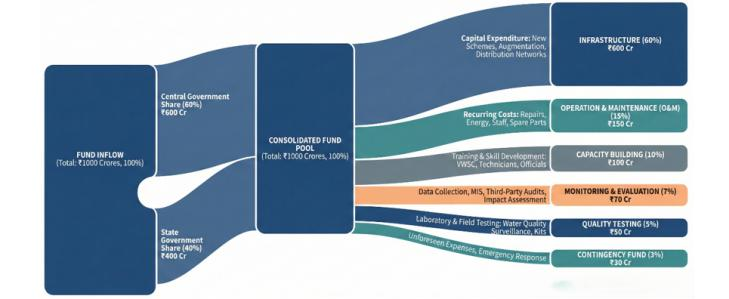 FUND INFLOW
(Total: ₹1000 Crores, 100%)
Central Government
Share (60%)
₹600 Cr
State
Government
Share (40%)
₹400 Cr
CONSOLIDATED FUND
POOL
(Total: ₹1000 Crores, 100%)
Capital Expenditure: New
Schemes, Augmentation,
Distribution Networks
INFRASTRUCTURE (60%)
₹600 Cr
Recurring Costs: Repairs,
Energy, Staff, Spare Parts
OPERATION & MAINTENANCE (O&M)
(15%)
₹150 Cr
Training & Skill Development:
VWSC, Technicians, Officials
CAPACITY BUILDING (10%)
₹100 Cr
Data Collection, MIS, Third-Party Audits,
Impact Assessment
MONITORING & EVALUATION (7%)
₹70 Cr
Laboratory & Field Testing: Water Quality
Surveillance, Kits
QUALITY TESTING (5%)
₹50 Cr
Unforeseen Expenses, Emergency Response
CONTINGENCY FUND (3%)
₹30 Cr